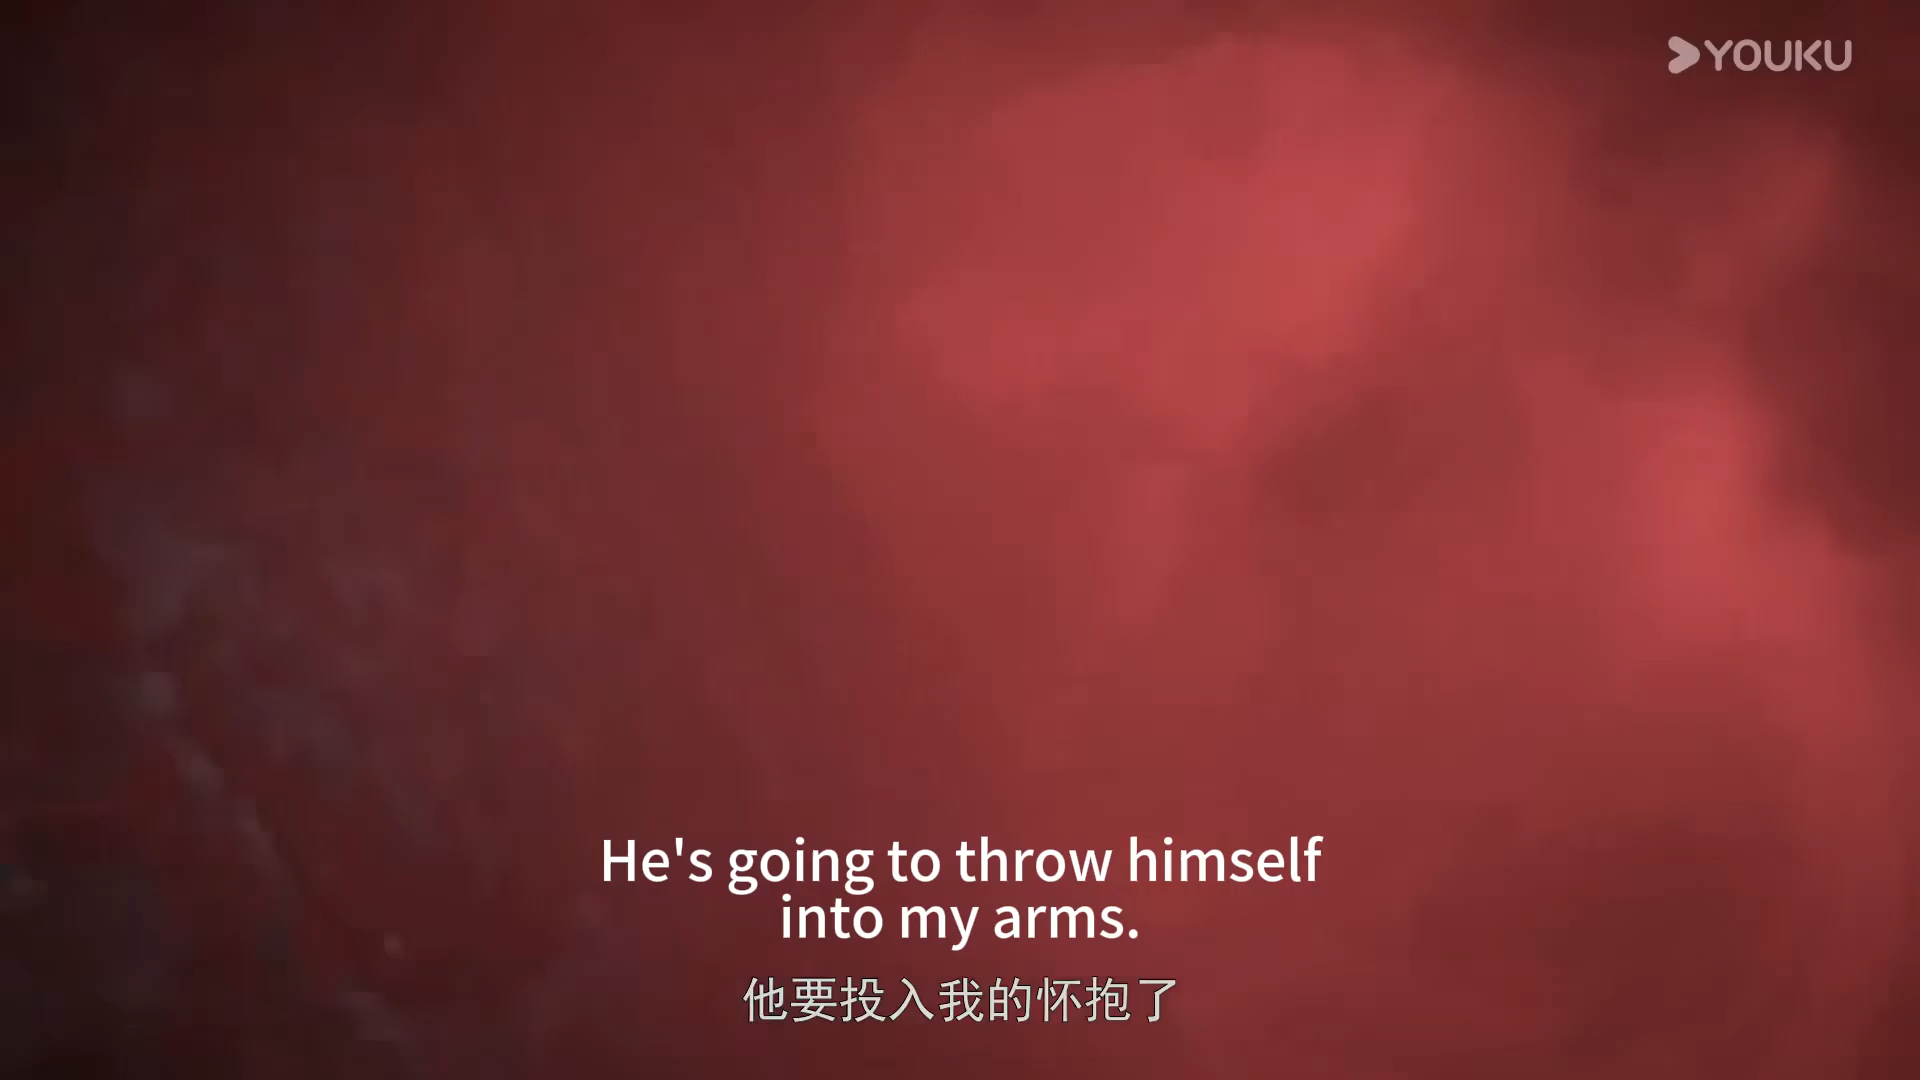 YOUKU
He's going to throw himself
into my arms.
他要投入我的怀抱了